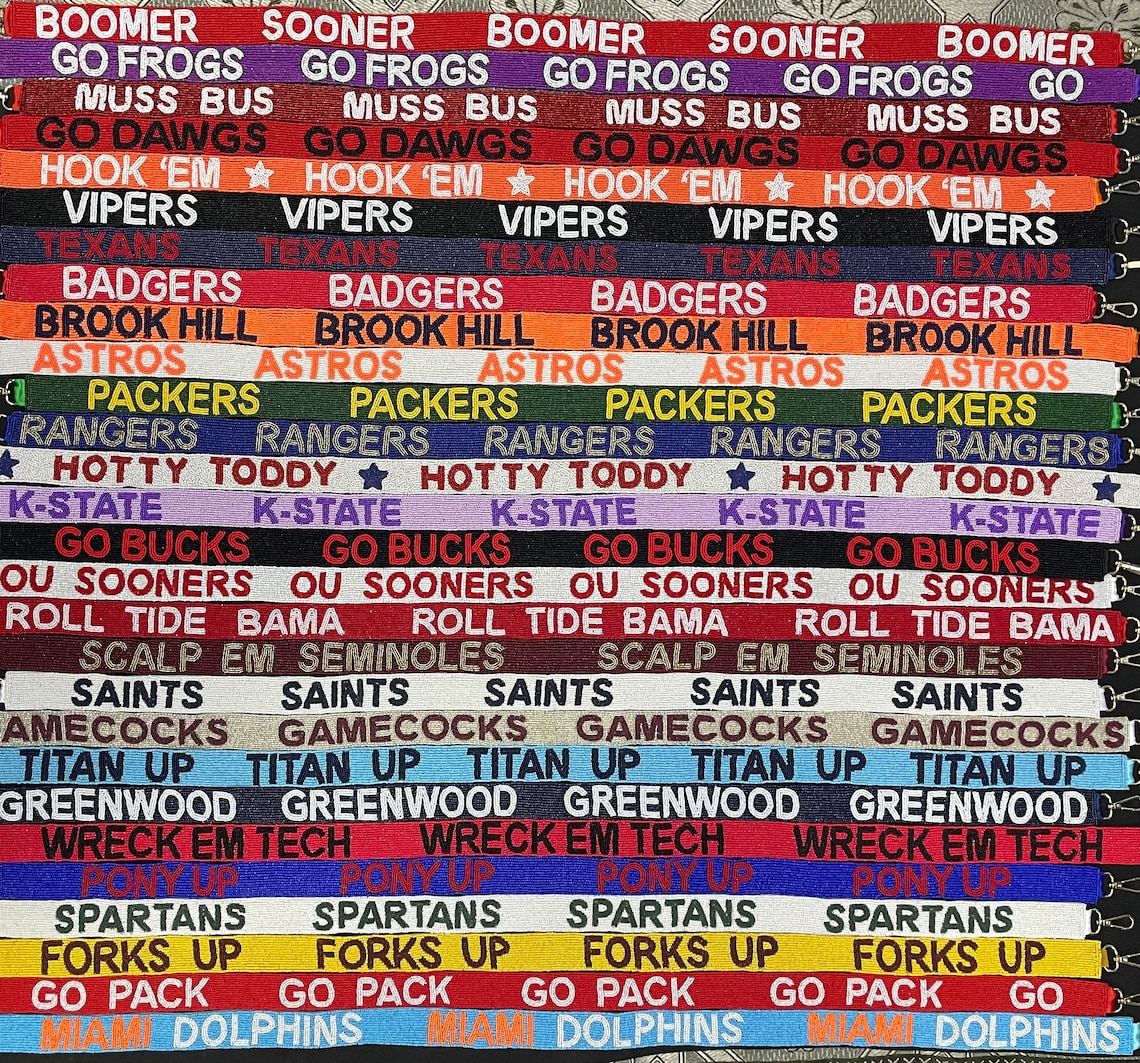 BOOMER SOONER BOOMER SOONER BOOMER
GO FROGS GO FROGS GO FROGS GO FROGS GO
MUSS BUS MUSS BUS MUSS BUS MUSS BUS
GO DAWGS GO DAWGS GO DAWGS GO DAWGS
HOOK 'EM HOOK 'EM HOOK 'EM HOOK 'EM
VIPERS VIPERS VIPERS VIPERS VIPERS
TEXANS TEXANS TEXANS TEXANS TEXANS
BADGERS BADGERS BADGERS BADGERS
BROOK HILL BROOK HILL BROOK HILL BROOK HILL
ASTROS ASTROS ASTROS ASTROS ASTROS
PACKERS PACKERS PACKERS PACKERS
RANGERS RANGERS RANGERS RANGERS RANGERS
HOTTY TODDY HOTTY TODDY HOTTY TODDY
K-STATE K-STATE K-STATE K-STATE K-STATE
GO BUCKS GO BUCKS GO BUCKS GO BUCKS
OU SOONERS OU SOONERS OU SOONERS OU SOONERS
ROLL TIDE BAMA ROLL TIDE BAMA ROLL TIDE BAMA
SCALP EM SEMINOLES SCALP EM SEMINOLES
SAINTS SAINTS SAINTS SAINTS SAINTS
AMECOCKS GAMECOCKS GAMECOCKS GAMECOCKS
TITAN UP TITAN UP TITAN UP TITAN UP TITAN UP
GREENWOOD GREENWOOD GREENWOOD GREENWOOD
WRECK EM TECH WRECK EM TECH WRECK EM TECH
PONY UP PONY UP PONY UP PONY UP
SPARTANS SPARTANS SPARTANS SPARTANS
FORKS UP FORKS UP FORKS UP FORKS UP
GO PACK GO PACK GO PACK GO PACK GO
MIAMI DOLPHINS MIAMI DOLPHINS MIAMI DOLPHINS